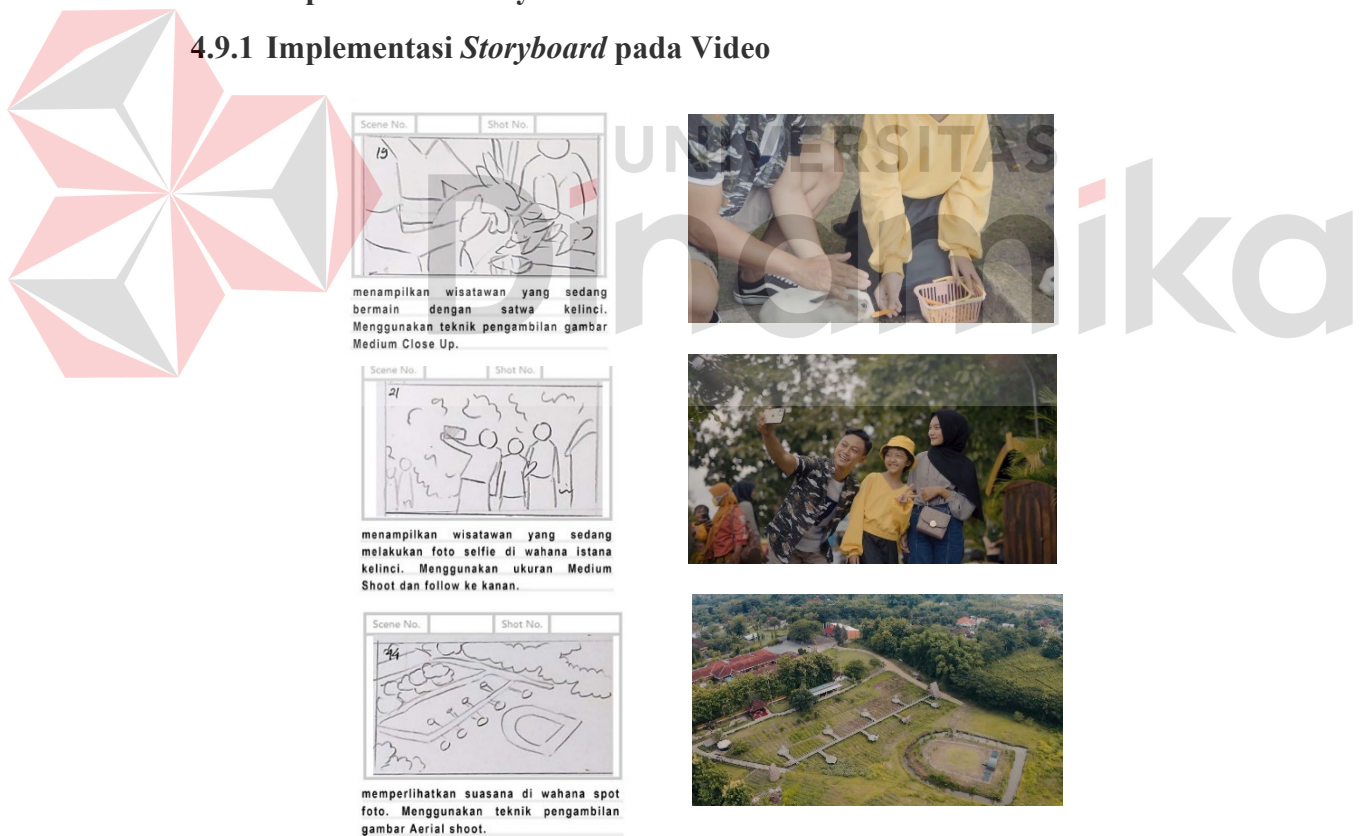 4.9.1 Implementasi Storyboard pada Video
UNIVERSITAS
Dinamika
Scene No. Shot No.
19
menampilkan wisatawan yang sedang
bermain dengan satwa kelinci.
Menggunakan teknik pengambilan gambar
Medium Close Up.
Scene No. Shot No.
21
menampilkan wisatawan yang sedang
melakukan foto selfie di wahana istana
kelinci. Menggunakan ukuran Medium
Shoot dan follow ke kanan.
Scene No. Shot No.
44
memperlihatkan suasana di wahana spot
foto. Menggunakan teknik pengambilan
gambar Aerial shoot.